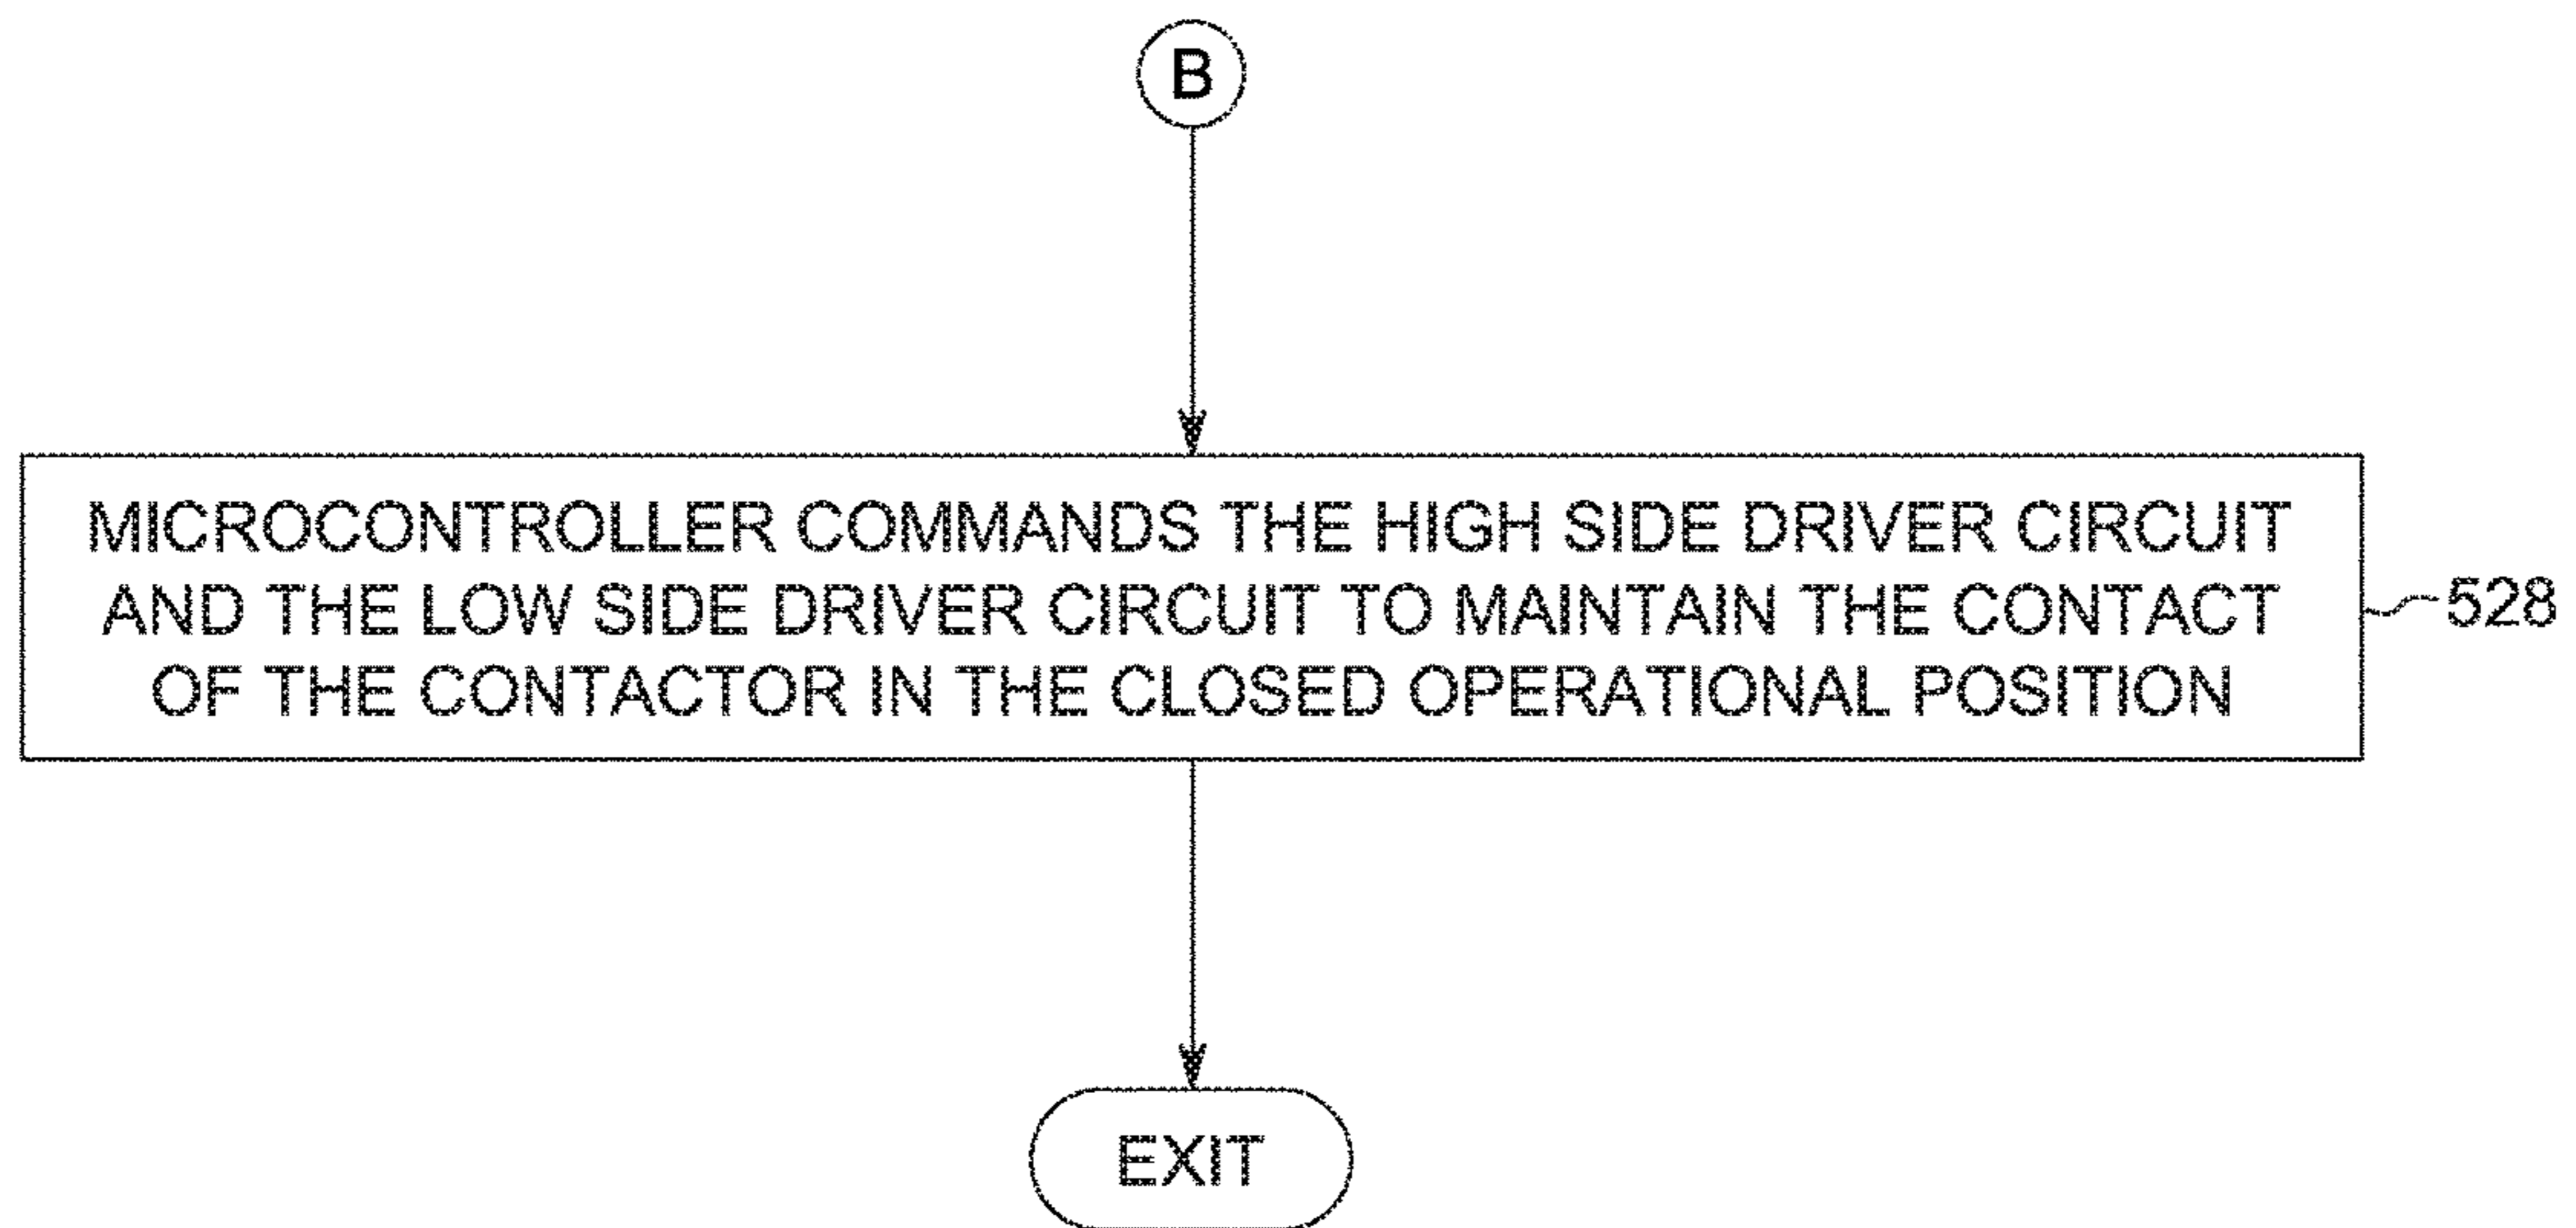 B
MICROCONTROLLER COMMANDS THE HIGH SIDE DRIVER CIRCUIT
AND THE LOW SIDE DRIVER CIRCUIT TO MAINTAIN THE CONTACT
OF THE CONTACTOR IN THE CLOSED OPERATIONAL POSITION
528
EXIT